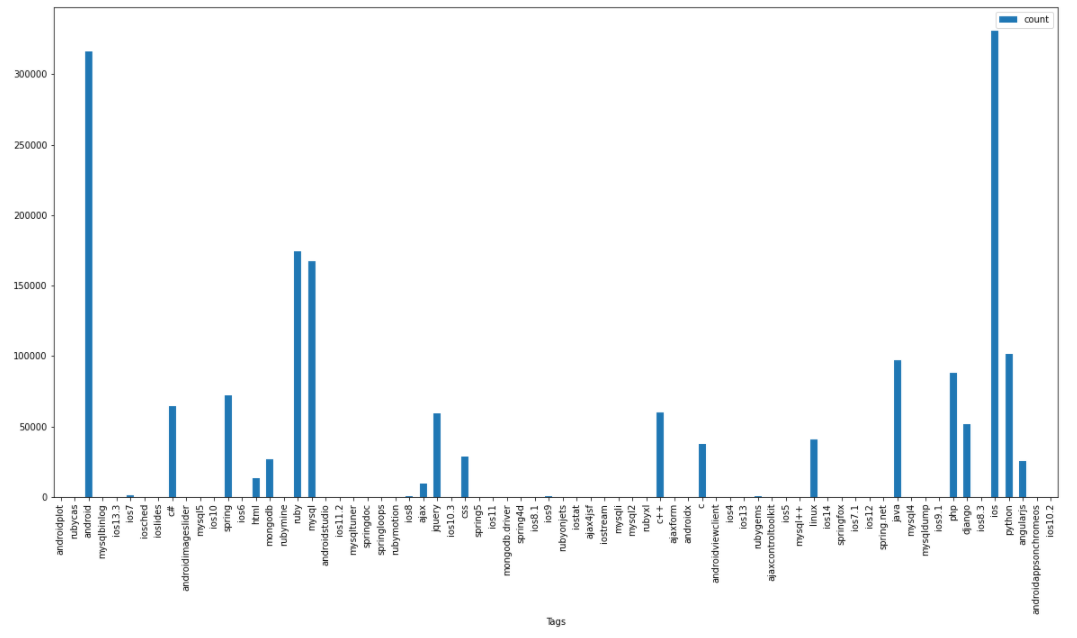 count
300000
250000
200000
150000
100000
50000
0
androidplot
rubycas
android
mysqlbinlog
ios13.3
ios7
iosched
ioslides
c#
androidimageslider
mysql5
ios10
spring
ios6
html
mongodb
rubymine
ruby
mysql
androidstudio
ios11.2
mysqltuner
springdoc
springloops
rubymotion
ios8
ajax
jquery
ios10.3
css
spring5
ios11
mongodb.driver
spring4d
ios8.1
ios9
rubyonjets
iostat
ajax4jsf
iostream
mysqli
mysql2
rubyxl
c++
ajaxform
androidx
c
androidviewclient
ios4
ios13
rubygems
ajaxcontroltoolkit
ios5
mysql++
linux
ios14
springfox
ios7.1
ios12
spring.net
java
mysql4
mysqldump
ios9.1
php
django
ios8.3
ios
python
angularjs
androidappsonchromeos
ios10.2
Tags